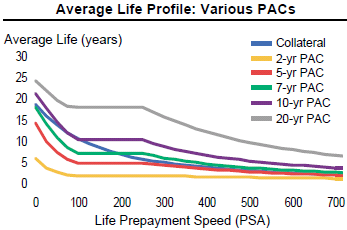 Average Life Profile: Various PACs
Average Life (years)
30
25
20
15
10
5
0
Collateral
2-yr PAC
5-yr PAC
7-yr PAC
10-yr PAC
20-yr PAC
0 100 200 300 400 500 600 700
Life Prepayment Speed (PSA)